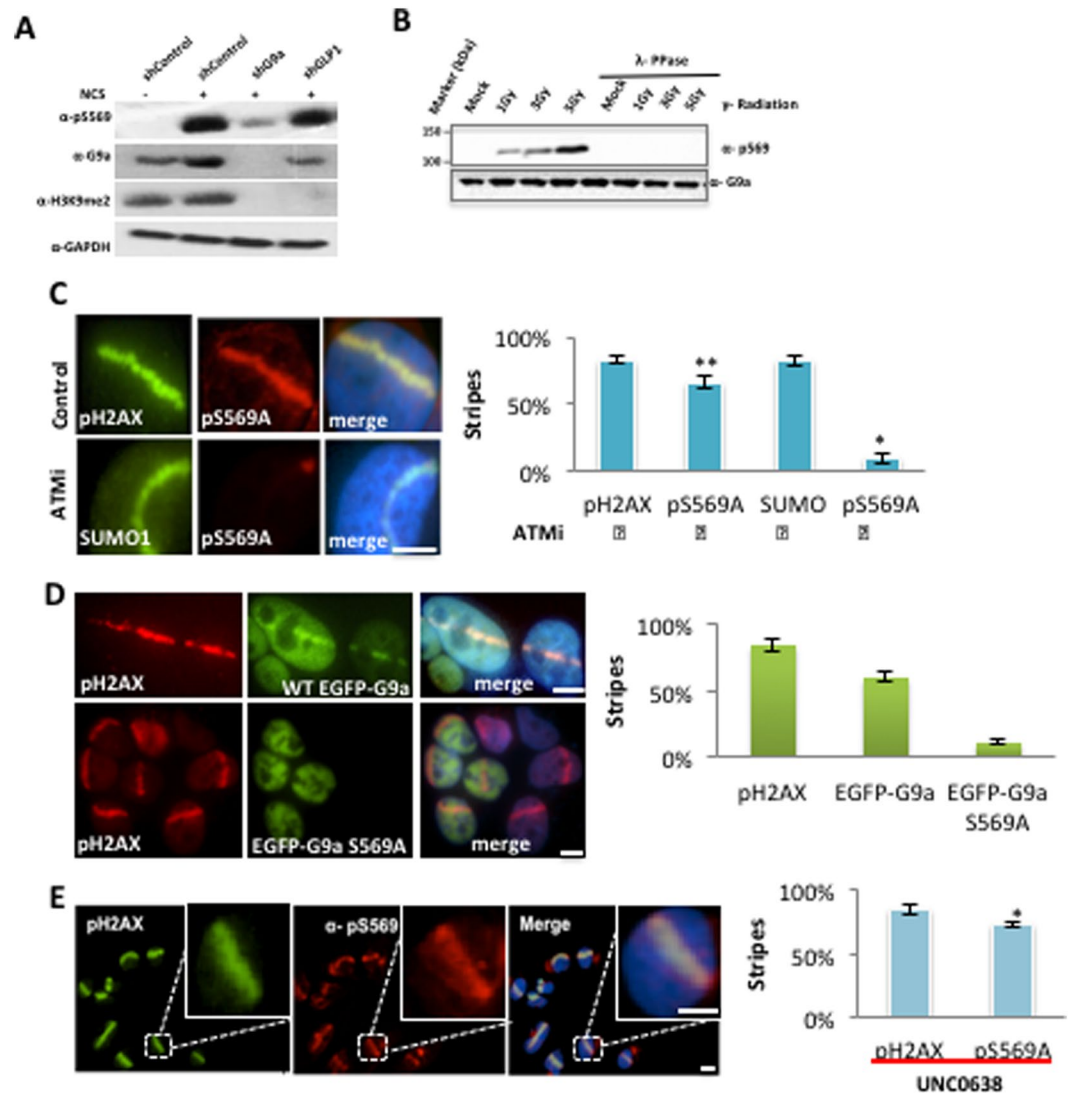 A
shControl
shControl
shG9a
shGLP1
NCS
- + + +
α-pS569
α-G9a
α-H3K9me2
α-GAPDH
B
Marker (kDa)
Mock
1Gy
3Gy
5Gy
λ- PPase
Mock
1Gy
3Gy
5Gy
γ- Radiation
150
100
α- p569
α- G9a
C
Control
pH2AX
pS569A
merge
ATMi
SUMO1
pS569A
merge
Stripes
100%
50%
0%
**
*
pH2AX pS569A SUMO pS569A
ATMi
D
pH2AX
WT EGFP-G9a
merge
pH2AX
EGFP-G9a S569A
merge
Stripes
100%
50%
0%
pH2AX EGFP-G9a EGFP-G9a
S569A
E
pH2AX
α- pS569
Merge
Stripes
100%
50%
0%
*
pH2AX pS569A
UNC0638